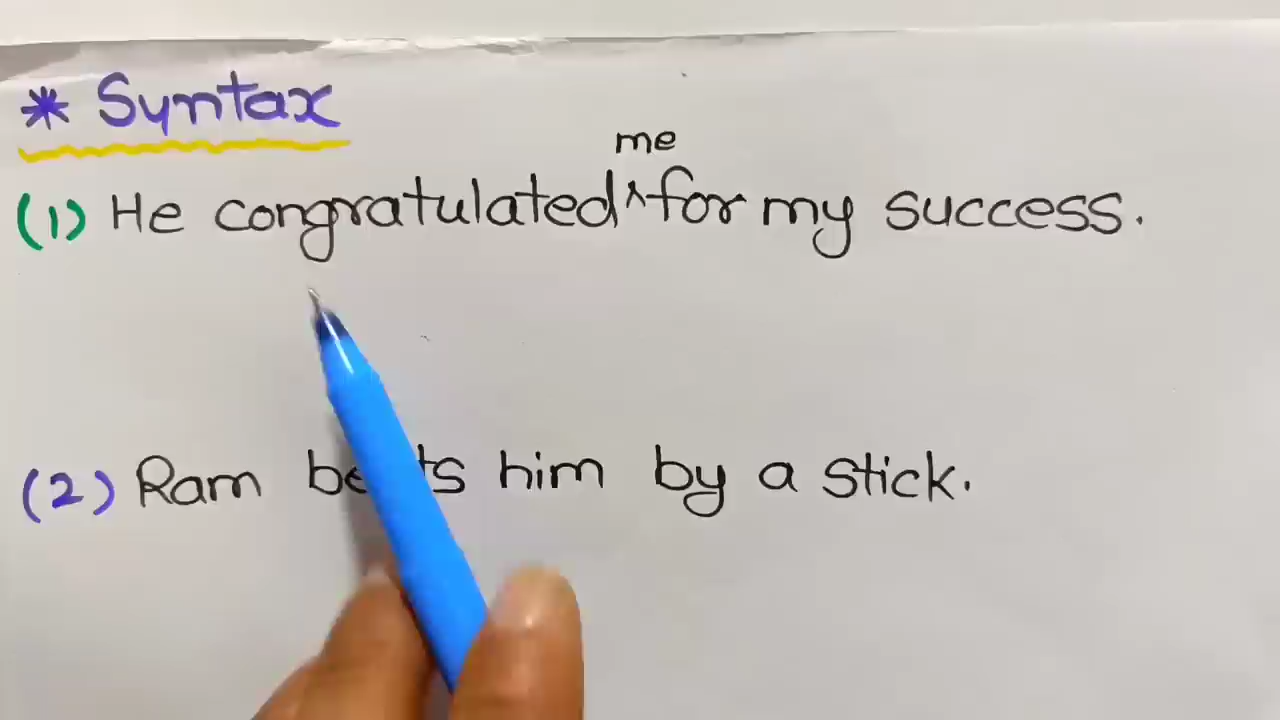 * Syntax
me
(1) He congratulated ^ for my success.
(2) Ram him by a stick.